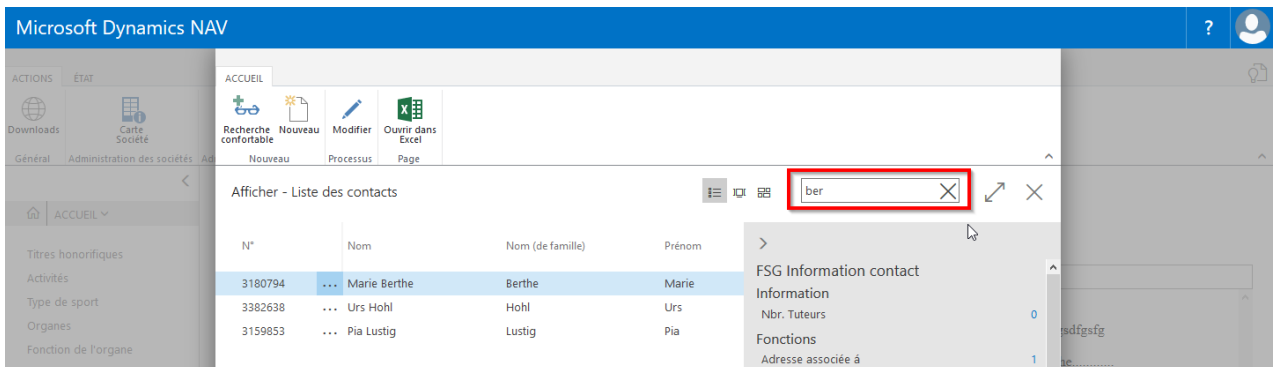 Microsoft Dynamics NAV
?
ACTIONS ÉTAT
ACCUEIL
Downloads
Carte Société
Recherche confortable
Nouveau
Modifier
Ouvrir dans Excel
Général
Administration des sociétés
Nouveau
Processus
Page
Afficher - Liste des contacts
ber
ACCUEIL
N° Nom Nom (de famille) Prénom
Titres honorifiques
FSG Information contact
Activités
3180794 ... Marie Berthe Berthe Marie
Information
Type de sport
3382638 ... Urs Hohl Hohl Urs
Nbr. Tuteurs 0
Organes
3159853 ... Pia Lustig Lustig Pia
Fonctions
Fonction de l'organe
Adresse associée á 1